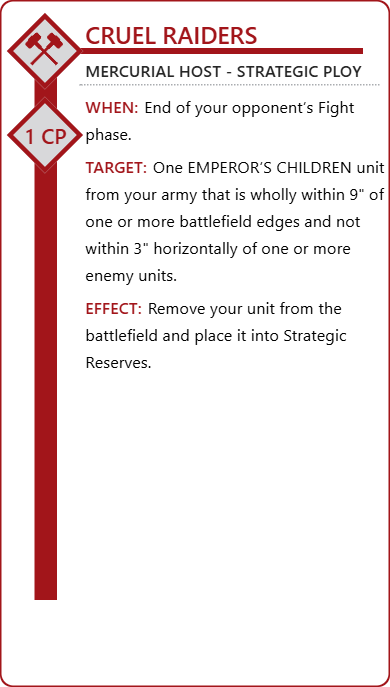 CRUEL RAIDERS
MERCURIAL HOST - STRATEGIC PLOY
WHEN: End of your opponent’s Fight
phase.
1 CP
TARGET: One EMPEROR’S CHILDREN unit
from your army that is wholly within 9" of
one or more battlefield edges and not
within 3" horizontally of one or more
enemy units.
EFFECT: Remove your unit from the
battlefield and place it into Strategic
Reserves.